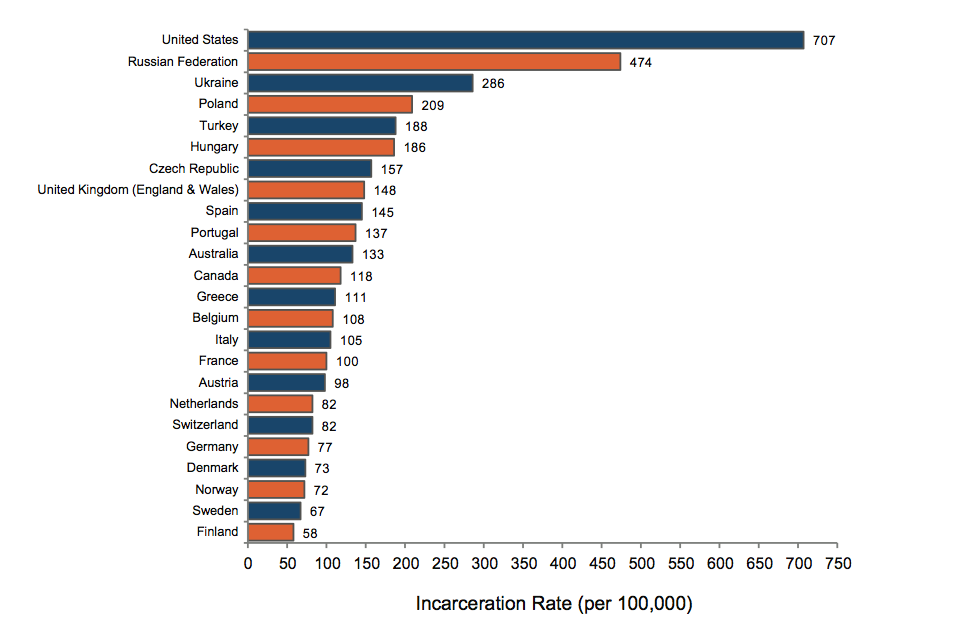 United States 707
Russian Federation 474
Ukraine 286
Poland 209
Turkey 188
Hungary 186
Czech Republic 157
United Kingdom (England & Wales) 148
Spain 145
Portugal 137
Australia 133
Canada 118
Greece 111
Belgium 108
Italy 105
France 100
Austria 98
Netherlands 82
Switzerland 82
Germany 77
Denmark 73
Norway 72
Sweden 67
Finland 58
0 50 100 150 200 250 300 350 400 450 500 550 600 650 700 750
Incarceration Rate (per 100,000)